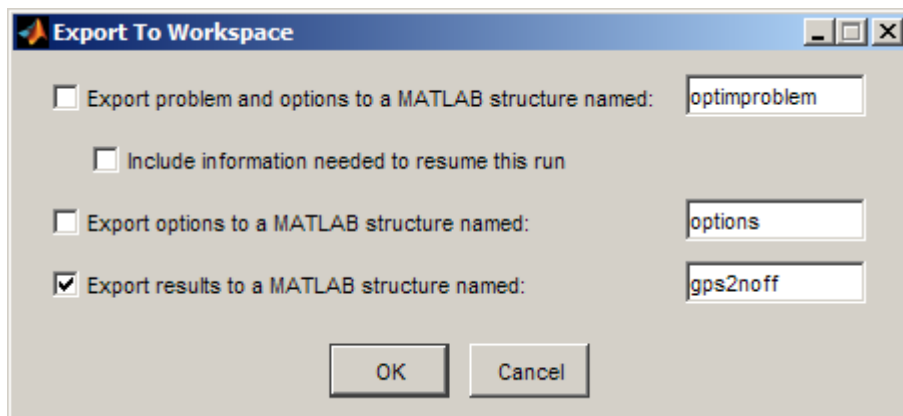 Export To Workspace
Export problem and options to a MATLAB structure named: optimproblem
Include information needed to resume this run
Export options to a MATLAB structure named: options
Export results to a MATLAB structure named: gps2noff
OK Cancel